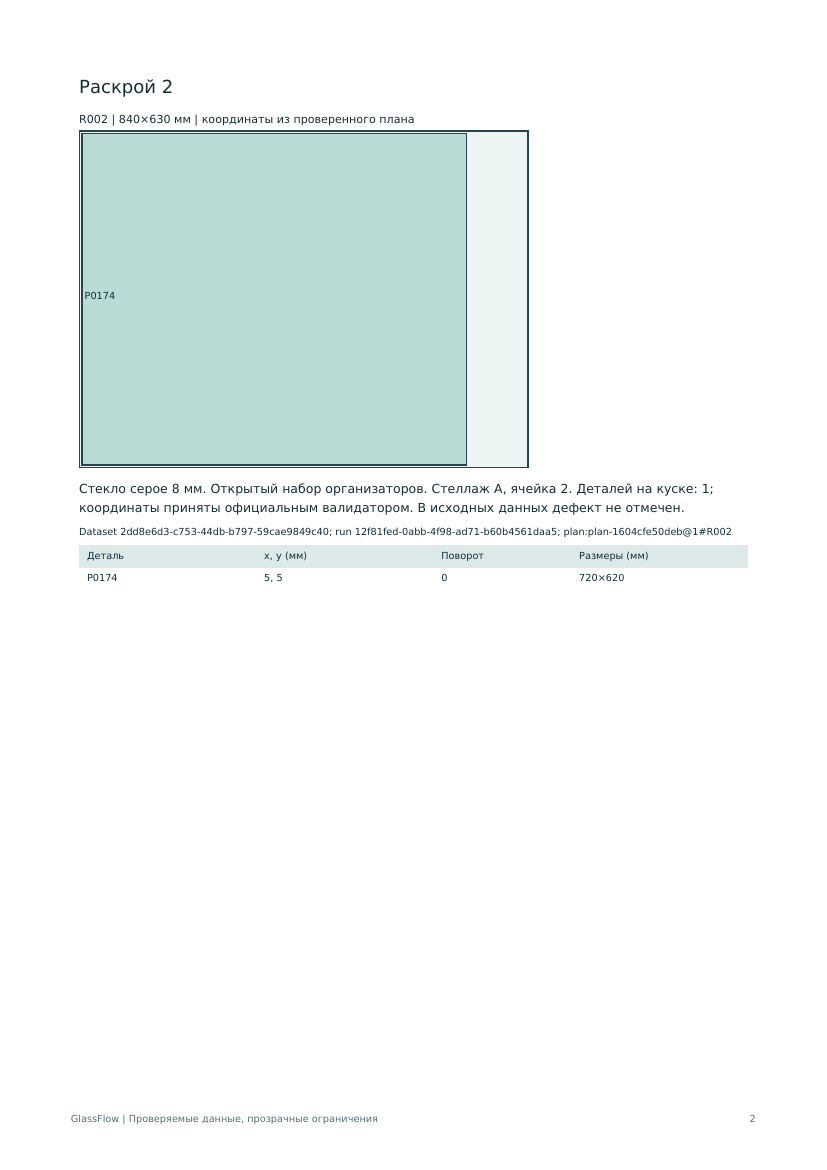 Раскрой 2
R002 | 840×630 мм | координаты из проверенного плана
P0174
Стекло серое 8 мм. Открытый набор организаторов. Стеллаж А, ячейка 2. Деталей на куске: 1;
координаты приняты официальным валидатором. В исходных данных дефект не отмечен.
Dataset 2dd8e6d3-c753-44db-b797-59cae9849c40; run 12f81fed-0abb-4f98-ad71-b60b4561daa5; plan:plan-1604cfe50deb@1#R002
Деталь x, y (мм) Поворот Размеры (мм)
P0174 5, 5 0 720×620
GlassFlow | Проверяемые данные, прозрачные ограничения 2